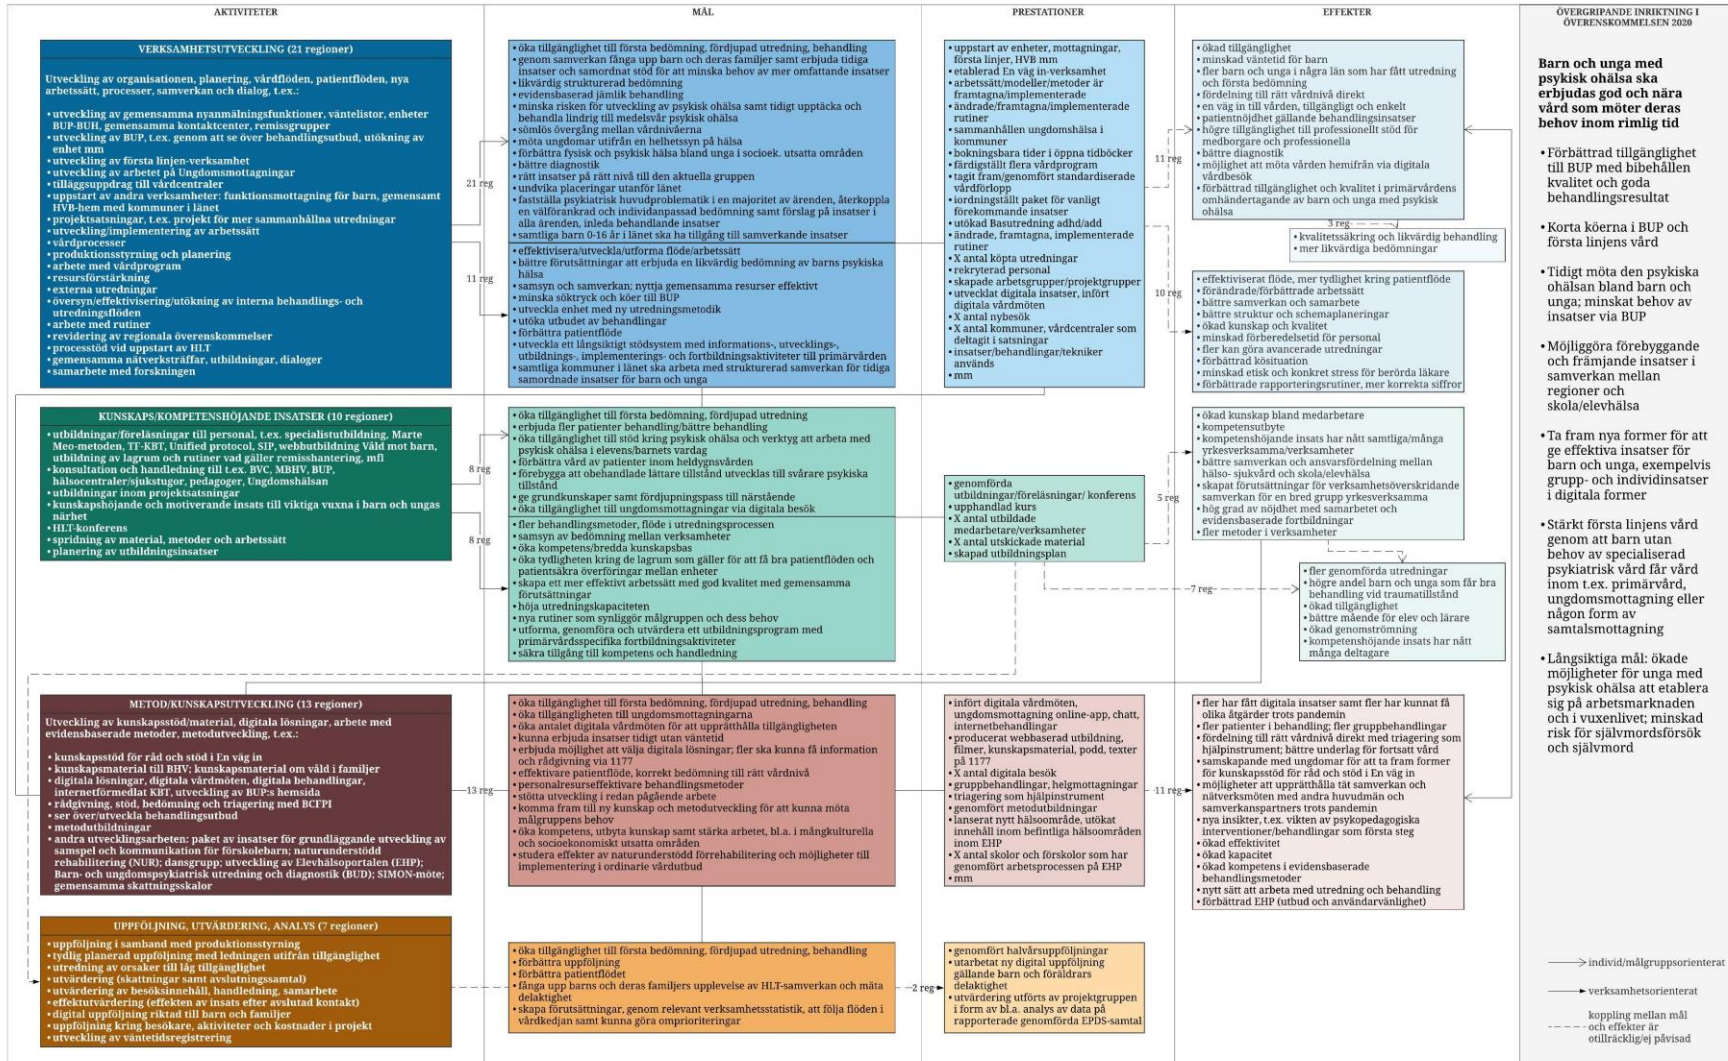 AKTIVITETER
MÅL
PRESTATIONER
EFFEKTER
ÖVERGRIPANDE INRIKTNING I
ÖVERENSKOMMELSEN 2020
VERKSAMHETSUTVECKLING (21 regioner)
Utveckling av organisationen, planering, vårdflöden, patientflöden, nya
arbetssätt, processer, samverkan och dialog, t.ex.:
• utveckling av gemensamma nyanmälningsfunktioner, väntelistor, enheter
BUP-BUH, gemensamma kontaktcenter, remissgrupper
• utveckling av BUP, t.ex. genom att se över behandlingsutbud, utökning av
enhet mm
• utveckling av första linjen-verksamhet
• utveckling av arbetet på Ungdomsmottagningar
• tilläggsuppdrag till vårdcentraler
• uppstart av andra verksamheter: funktionsmottagning för barn, gemensamt
HVB-hem med kommuner i länet
• projektsatsningar, t.ex. projekt för mer sammanhållna utredningar
• utveckling/implementering av arbetssätt
• vårdprocesser
• produktionsstyrning och planering
• arbete med vårdprogram
• resursförstärkning
• externa utredningar
• översyn/effektivisering/utökning av interna behandlings- och
utredningsflöden
• arbete med rutiner
• revidering av regionala överenskommelser
• processtöd vid uppstart av HLT
• gemensamma nätverksträffar, utbildningar, dialoger
• samarbete med forskningen
21 reg
11 reg
• öka tillgänglighet till första bedömning, fördjupad utredning, behandling
• genom samverkan fånga upp barn och deras familjer samt erbjuda tidiga
insatser och samordnat stöd för att minska behov av mer omfattande insatser
• likvärdig strukturerad bedömning
• evidensbaserad jämlik behandling
• minska risken för utveckling av psykisk ohälsa samt tidigt upptäcka och
behandla lindrig till medelsvår psykisk ohälsa
• sömlös övergång mellan vårdnivåerna
• möta ungdomar utifrån en helhetssyn på hälsa
• förbättra fysisk och psykisk hälsa bland unga i socioek. utsatta områden
• bättre diagnostik
• rätt insatser på rätt nivå till den aktuella gruppen
• undvika placeringar utanför länet
• fastställa psykiatrisk huvudproblematik i en majoritet av ärenden, återkoppla
en välförankrad och individanpassad bedömning samt förslag på insatser i
alla ärenden, inleda behandlande insatser
• samtliga barn 0-16 år i länet ska ha tillgång till samverkande insatser
• effektivisera/utveckla/utforma flöde/arbetssätt
• bättre förutsättningar att erbjuda en likvärdig bedömning av barns psykiska
hälsa
• samsyn och samverkan; nyttja gemensamma resurser effektivt
• minska söktryck och köer till BUP
• utveckla enhet med ny utredningsmetodik
• utöka utbudet av behandlingar
• förbättra patientflöde
• utveckla ett långsiktigt stödsystem med informations-, utvecklings-,
utbildnings-, implementerings- och fortbildningsaktiviteter till primärvården
• samtliga kommuner i länet ska arbeta med strukturerad samverkan för tidiga
samordnade insatser för barn och unga
• uppstart av enheter, mottagningar,
första linjer, HVB mm
• etablerad En väg in-verksamhet
• arbetssätt/modeller/metoder är
framtagna/implementerade
• ändrade/framtagna/implementerade
rutiner
• sammanhållen ungdomshälsa i
kommuner
• bokningsbara tider i öppna tidböcker
• färdigställt flera vårdprogram
• tagit fram/genomfört standardiserade
vårdförlopp
• iordningställt paket för vanligt
förekommande insatser
• utökad Basutredning adhd/add
• ändrade, framtagna, implementerade
rutiner
• X antal köpta utredningar
• rekryterad personal
• skapade arbetsgrupper/projektgrupper
• utvecklat digitala insatser, infört
digitala vårdmöten
• X antal nybesök
• X antal kommuner, vårdcentraler som
deltagit i satsningar
• insatser/behandlingar/tekniker
används
• mm
11 reg
10 reg
• ökad tillgänglighet
• minskad väntetid för barn
• fler barn och unga i några län som har fått utredning
och första bedömning
• fördelning till rätt vårdnivå direkt
• en väg in till vården, tillgängligt och enkelt
• patientnöjdhet gällande behandlingsinsatser
• högre tillgänglighet till professionellt stöd för
medborgare och professionella
• bättre diagnostik
• möjlighet att möta vården hemifrån via digitala
vårdbesök
• förbättrad tillgänglighet och kvalitet i primärvårdens
omhändertagande av barn och unga med psykisk
ohälsa
3 reg
• kvalitetssäkring och likvärdig behandling
• mer likvärdiga bedömningar
• effektiviserat flöde, mer tydlighet kring patientflöde
• förändrade/förbättrade arbetssätt
• bättre samverkan och samarbete
• bättre struktur och schemaplaneringar
• ökad kunskap och kvalitet
• minskad förberedelsetid för personal
• fler kan göra avancerade utredningar
• förbättrad kösituation
• minskad etisk och konkret stress för berörda läkare
• förbättrade rapporteringsrutiner, mer korrekta siffror
KUNSKAPS/KOMPETENSHÖJANDE INSATSER (10 regioner)
• utbildningar/föreläsningar till personal, t.ex. specialistutbildning, Marte
Meo-metoden, TF-KBT, Unified protocol, SIP, webbutbildning Våld mot barn,
utbildning av lagrum och rutiner vad gäller remisshantering, mfl
• konsultation och handledning till t.ex. BVC, MBHV, BUP,
hälsocentraler/sjukstugor, pedagoger, Ungdomshälsan
• utbildningar inom projektsatsningar
• kunskapshöjande och motiverande insats till viktiga vuxna i barn och ungas
närhet
• HLT-konferens
• spridning av material, metoder och arbetssätt
• planering av utbildningsinsatser
8 reg
8 reg
• öka tillgänglighet till första bedömning, fördjupad utredning
• erbjuda fler patienter behandling/bättre behandling
• öka tillgänglighet till stöd kring psykisk ohälsa och verktyg att arbeta med
psykisk ohälsa i elevens/barnets vardag
• förbättra vård av patienter inom heldygnsvården
• förebygga att obehandlade lättare tillstånd utvecklas till svårare psykiska
tillstånd
• ge grundkunskaper samt fördjupningspass till närstående
• öka tillgänglighet till ungdomsmottagningar via digitala besök
• fler behandlingsmetoder, flöde i utredningsprocessen
• samsyn av bedömning mellan verksamheter
• öka kompetens/bredda kunskapsbas
• öka tydligheten kring de lagrum som gäller för att få bra patientflöden och
patientsäkra överföringar mellan enheter
• skapa ett mer effektivt arbetssätt med god kvalitet med gemensamma
förutsättningar
• höja utredningskapaciteten
• nya rutiner som synliggör målgruppen och dess behov
• utforma, genomföra och utvärdera ett utbildningsprogram med
primärvårdsspecifika fortbildningsaktiviteter
• säkra tillgång till kompetens och handledning
• genomförda
utbildningar/föreläsningar/ konferens
• upphandlad kurs
• X antal utbildade
medarbetare/verksamheter
• X antal utskickade material
• skapad utbildningsplan
5 reg
7 reg
• ökad kunskap bland medarbetare
• kompetensutbyte
• kompetenshöjande insats har nått samtliga/många
yrkesverksamma/verksamheter
• bättre samverkan och ansvarsfördelning mellan
hälso- sjukvård och skola/elevhälsa
• skapat förutsättningar för verksamhetsöverskridande
samverkan för en bred grupp yrkesverksamma
• hög grad av nöjdhet med samarbetet och
evidensbaserade fortbildningar
• fler metoder i verksamheter
• fler genomförda utredningar
• högre andel barn och unga som får bra
behandling vid traumatillstånd
• ökad tillgänglighet
• bättre mående för elev och lärare
• ökad genomströmning
• kompetenshöjande insats har nått
många deltagare
METOD/KUNSKAPSUTVECKLING (13 regioner)
Utveckling av kunskapsstöd/material, digitala lösningar, arbete med
evidensbaserade metoder, metodutveckling, t.ex.:
• kunskapsstöd för råd och stöd i En väg in
• kunskapsmaterial till BHV; kunskapsmaterial om våld i familjer
• digitala lösningar, digitala vårdmöten, digitala behandlingar,
internetförmedlat KBT, utveckling av BUP:s hemsida
• rådgivning, stöd, bedömning och triagering med BCFPI
• ser över/utveckla behandlingsutbud
• metodutbildningar
• andra utvecklingsarbeten: paket av insatser för grundläggande utveckling av
samspel och kommunikation för förskolebarn; naturunderstödd
rehabilitering (NUR); dansgrupp; utveckling av Elevhälsoportalen (EHP);
Barn- och ungdomspsykiatrisk utredning och diagnostik (BUD); SIMON-möte;
gemensamma skattningsskalor
13 reg
• öka tillgänglighet till första bedömning, fördjupad utredning, behandling
• öka tillgängligheten till ungdomsmottagningarna
• öka antalet digitala vårdmöten för att upprätthålla tillgängligheten
• kunna erbjuda insatser tidigt utan väntetid
• erbjuda möjlighet att välja digitala lösningar; fler ska kunna få information
och rådgivning via 1177
• effektivare patientflöde, korrekt bedömning till rätt vårdnivå
• personalresurseffektivare behandlingsmetoder
• stötta utveckling i redan pågående arbete
• komma fram till ny kunskap och metodutveckling för att kunna möta
målgruppens behov
• öka kompetens, utbyta kunskap samt stärka arbetet, bl.a. i mångkulturella
och socioekonomiskt utsatta områden
• studera effekter av naturunderstödd förrehabilitering och möjligheter till
implementering i ordinarie vårdutbud
• infört digitala vårdmöten,
ungdomsmottagning online-app, chatt,
internetbehandlingar
• producerat webbaserad utbildning,
filmer, kunskapsmaterial, podd, texter
på 1177
• X antal digitala besök
• gruppbehandlingar, helgmottagningar
• triagering som hjälpinstrument
• genomfört metodutbildningar
• lanserat nytt hälsoområde, utökat
innehåll inom befintliga hälsoområden
inom EHP
• X antal skolor och förskolor som har
genomfört arbetsprocessen på EHP
• mm
11 reg
• fler har fått digitala insatser samt fler har kunnat få
olika åtgärder trots pandemin
• fler patienter i behandling; fler gruppbehandlingar
• fördelning till rätt vårdnivå direkt med triagering som
hjälpinstrument; bättre underlag för fortsatt vård
• samskapande med ungdomar för att ta fram former
för kunskapsstöd för råd och stöd i En väg in
• möjligheter att upprätthålla tät samverkan och
nätverksmöten med andra huvudmän och
samverkanspartners trots pandemin
• nya insikter, t.ex. vikten av psykopedagogiska
interventioner/behandlingar som första steg
• ökad effektivitet
• ökad kapacitet
• ökad kompetens i evidensbaserade
behandlingsmetoder
• nytt sätt att arbeta med utredning och behandling
• förbättrad EHP (utbud och användarvänlighet)
UPPFÖLJNING, UTVÄRDERING, ANALYS (7 regioner)
• uppföljning i samband med produktionsstyrning
• tydlig planerad uppföljning med ledningen utifrån tillgänglighet
• utredning av orsaker till låg tillgänglighet
• utvärdering (skattningar samt avslutningssamtal)
• utvärdering av besöksinnehåll, handledning, samarbete
• effektutvärdering (effekten av insats efter avslutad kontakt)
• digital uppföljning riktad till barn och familjer
• uppföljning kring besökare, aktiviteter och kostnader i projekt
• utveckling av väntetidsregistrering
• öka tillgänglighet till första bedömning, fördjupad utredning, behandling
• förbättra uppföljning
• förbättra patientflödet
• fånga upp barns och deras familjers upplevelse av HLT-samverkan och mäta
delaktighet
• skapa förutsättningar, genom relevant verksamhetsstatistik, att följa flöden i
vårdkedjan samt kunna göra omprioriteringar
2 reg
• genomfört halvårsuppföljningar
• utarbetat ny digital uppföljning
gällande barn och föräldrars
delaktighet
• utvärdering utförts av projektgruppen
i form av bl.a. analys av data på
rapporterade genomförda EPDS-samtal
Barn och unga med
psykisk ohälsa ska
erbjudas god och nära
vård som möter deras
behov inom rimlig tid
• Förbättrad tillgänglighet
till BUP med bibehållen
kvalitet och goda
behandlingsresultat
• Korta köerna i BUP och
första linjens vård
• Tidigt möta den psykiska
ohälsan bland barn och
unga; minskat behov av
insatser via BUP
• Möjliggöra förebyggande
och främjande insatser i
samverkan mellan
regioner och
skola/elevhälsa
• Ta fram nya former för att
ge effektiva insatser för
barn och unga, exempelvis
grupp- och individinsatser
i digitala former
• Stärkt första linjens vård
genom att barn utan
behov av specialiserad
psykiatrisk vård får vård
inom t.ex. primärvård,
ungdomsmottagning eller
någon form av
samtalsmottagning
• Långsiktiga mål: ökade
möjligheter för unga med
psykisk ohälsa att etablera
sig på arbetsmarknaden
och i vuxenlivet; minskad
risk för självmordsförsök
och självmord
individ/målgruppsorienterat
verksamhetsorienterat
koppling mellan mål
och effekter är
otillräcklig/ej påvisad